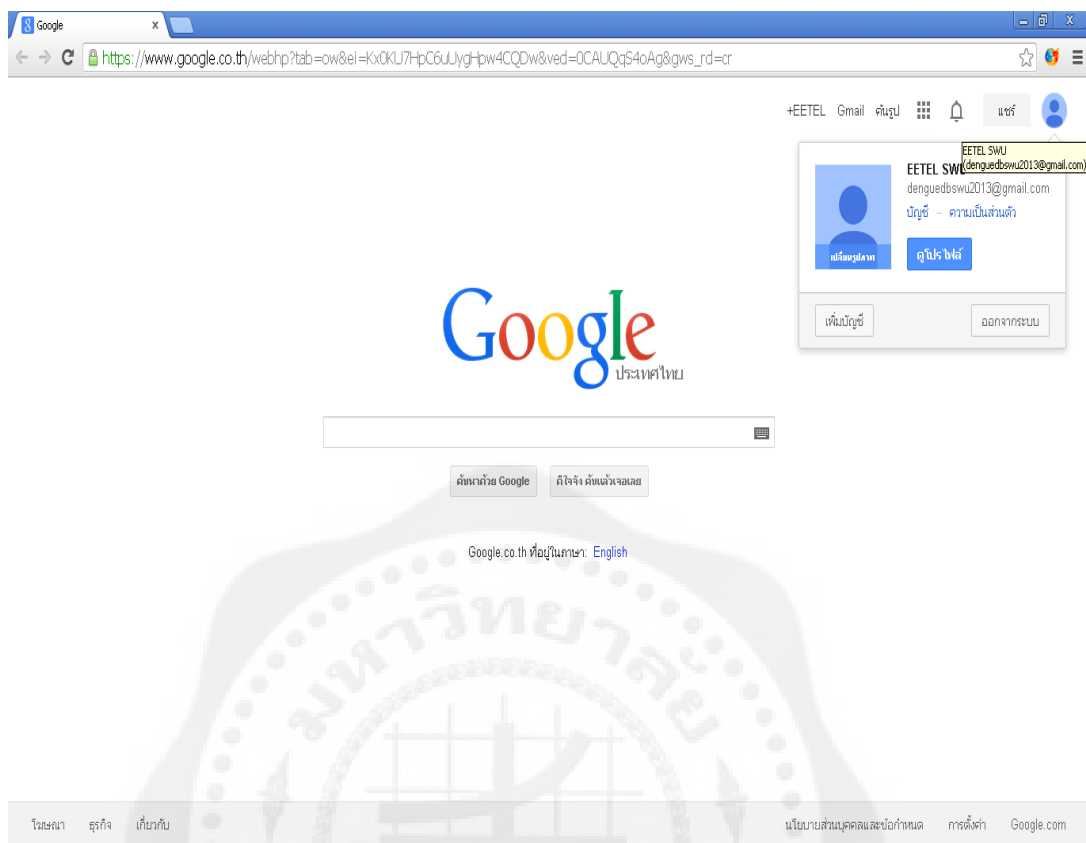 Google
https://www.google.co.th/webhp?tab=ow&ei=Kx0KU7HpC6uUygHpw4CQDw&ved=0CAUQqS4oAg&gws_rd=cr
+EETEL Gmail ค้นรูป แชร์
EETEL SWU
(denguedbswu2013@gmail.com)
EETEL SWU
denguedbswu2013@gmail.com
บัญชี – ความเป็นส่วนตัว
เปลี่ยนรูปภาพ
ดูโปรไฟล์
เพิ่มบัญชี ออกจากระบบ
Google
ประเทศไทย
ค้นหาด้วย Google ดีใจจัง ค้นแล้วเจอเลย
Google.co.th ที่อยู่ในภาษา: English
มหาวิทยาลัย
โฆษณา ธุรกิจ เกี่ยวกับ นโยบายส่วนบุคคลและข้อกำหนด การตั้งค่า Google.com